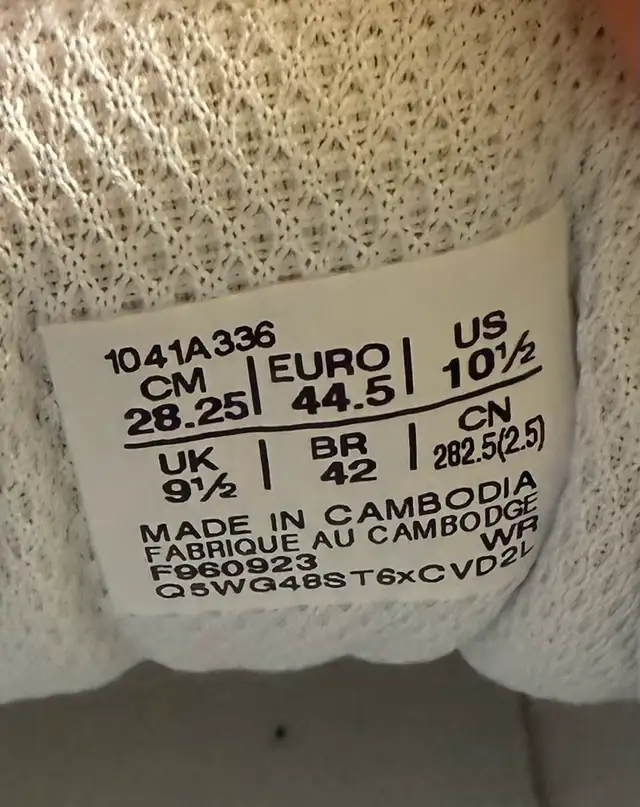 1041A336
CM | EURO | US
28.25 | 44.5 | 10½
UK | BR | CN
9½ | 42 | 282.5(2.5)
MADE IN CAMBODIA
FABRIQUE AU CAMBODGE
F960923 WR
Q5WG48ST6xCVD2L